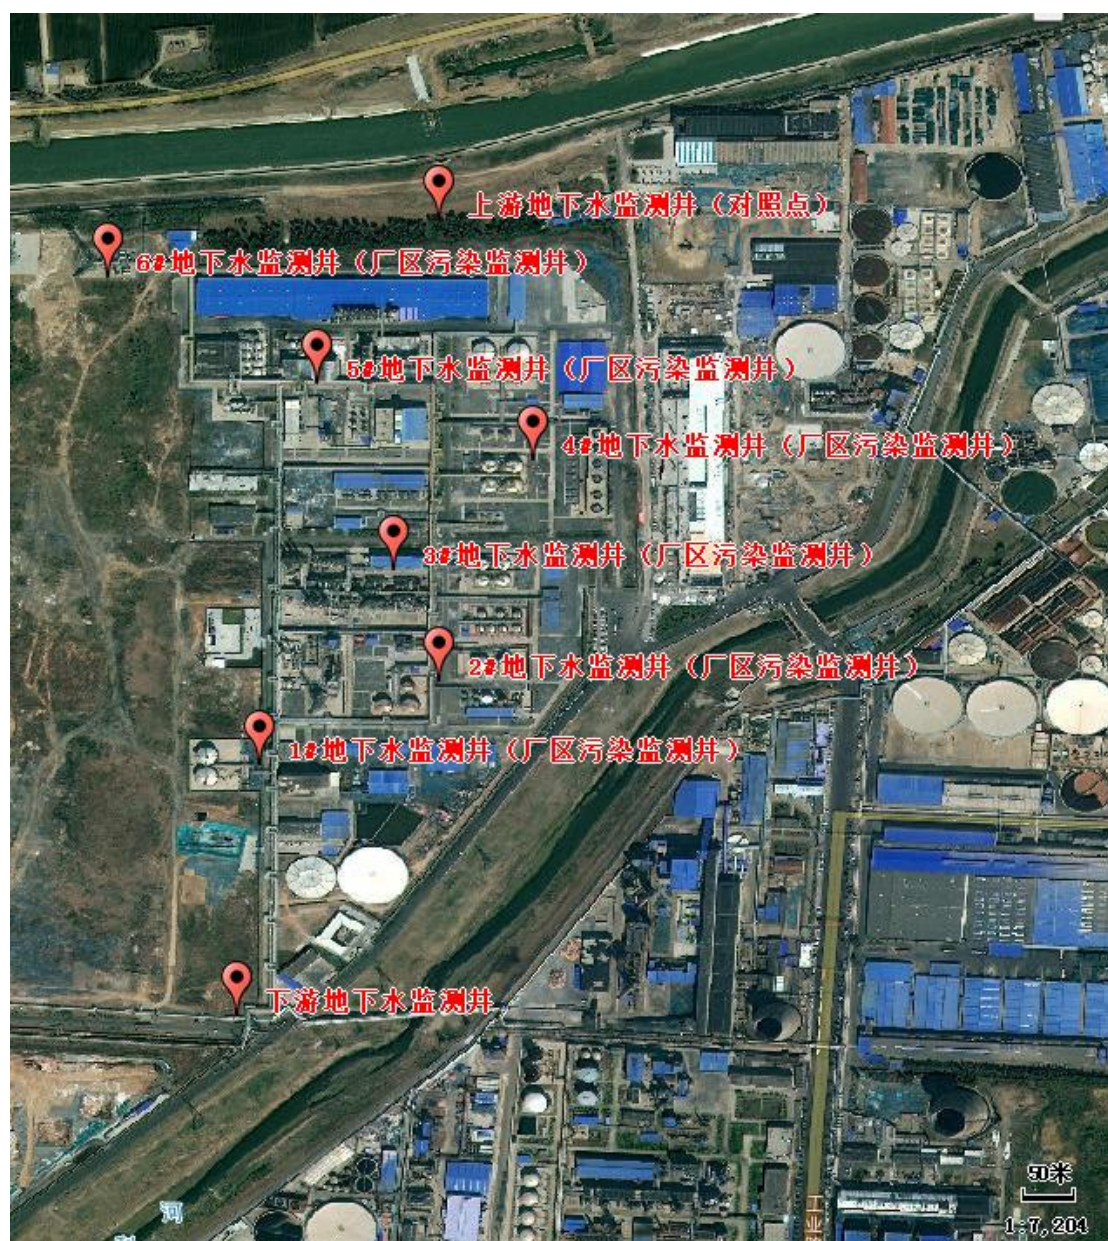 上游地下水监测井（对照点）
6#地下水监测井（厂区污染监测井）
5#地下水监测井（厂区污染监测井）
4#地下水监测井（厂区污染监测井）
3#地下水监测井（厂区污染监测井）
2#地下水监测井（厂区污染监测井）
1#地下水监测井（厂区污染监测井）
下游地下水监测井
50米
1:7,204
河
工业